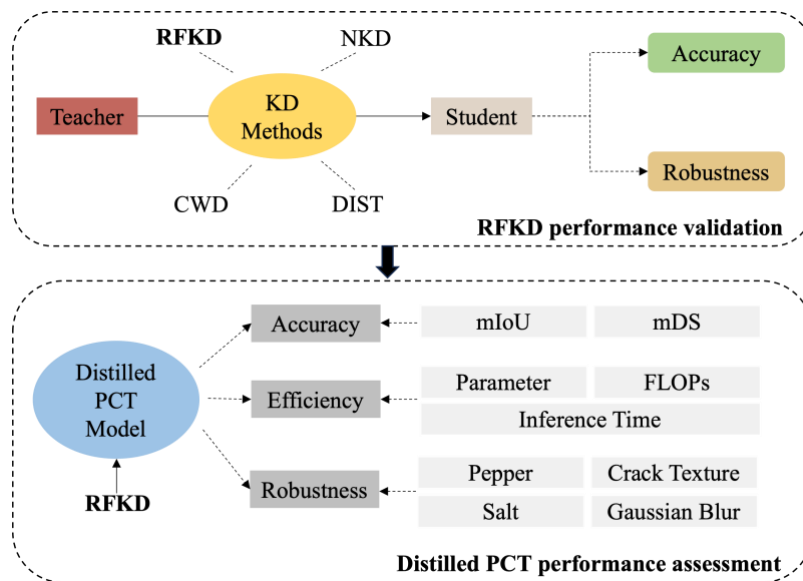 RFKD
NKD
Accuracy
Teacher
KD
Methods
Student
CWD
DIST
Robustness
RFKD performance validation
Accuracy
mIoU
mDS
Distilled
PCT
Model
Efficiency
Parameter
FLOPs
Inference Time
RFKD
Robustness
Pepper
Crack Texture
Salt
Gaussian Blur
Distilled PCT performance assessment